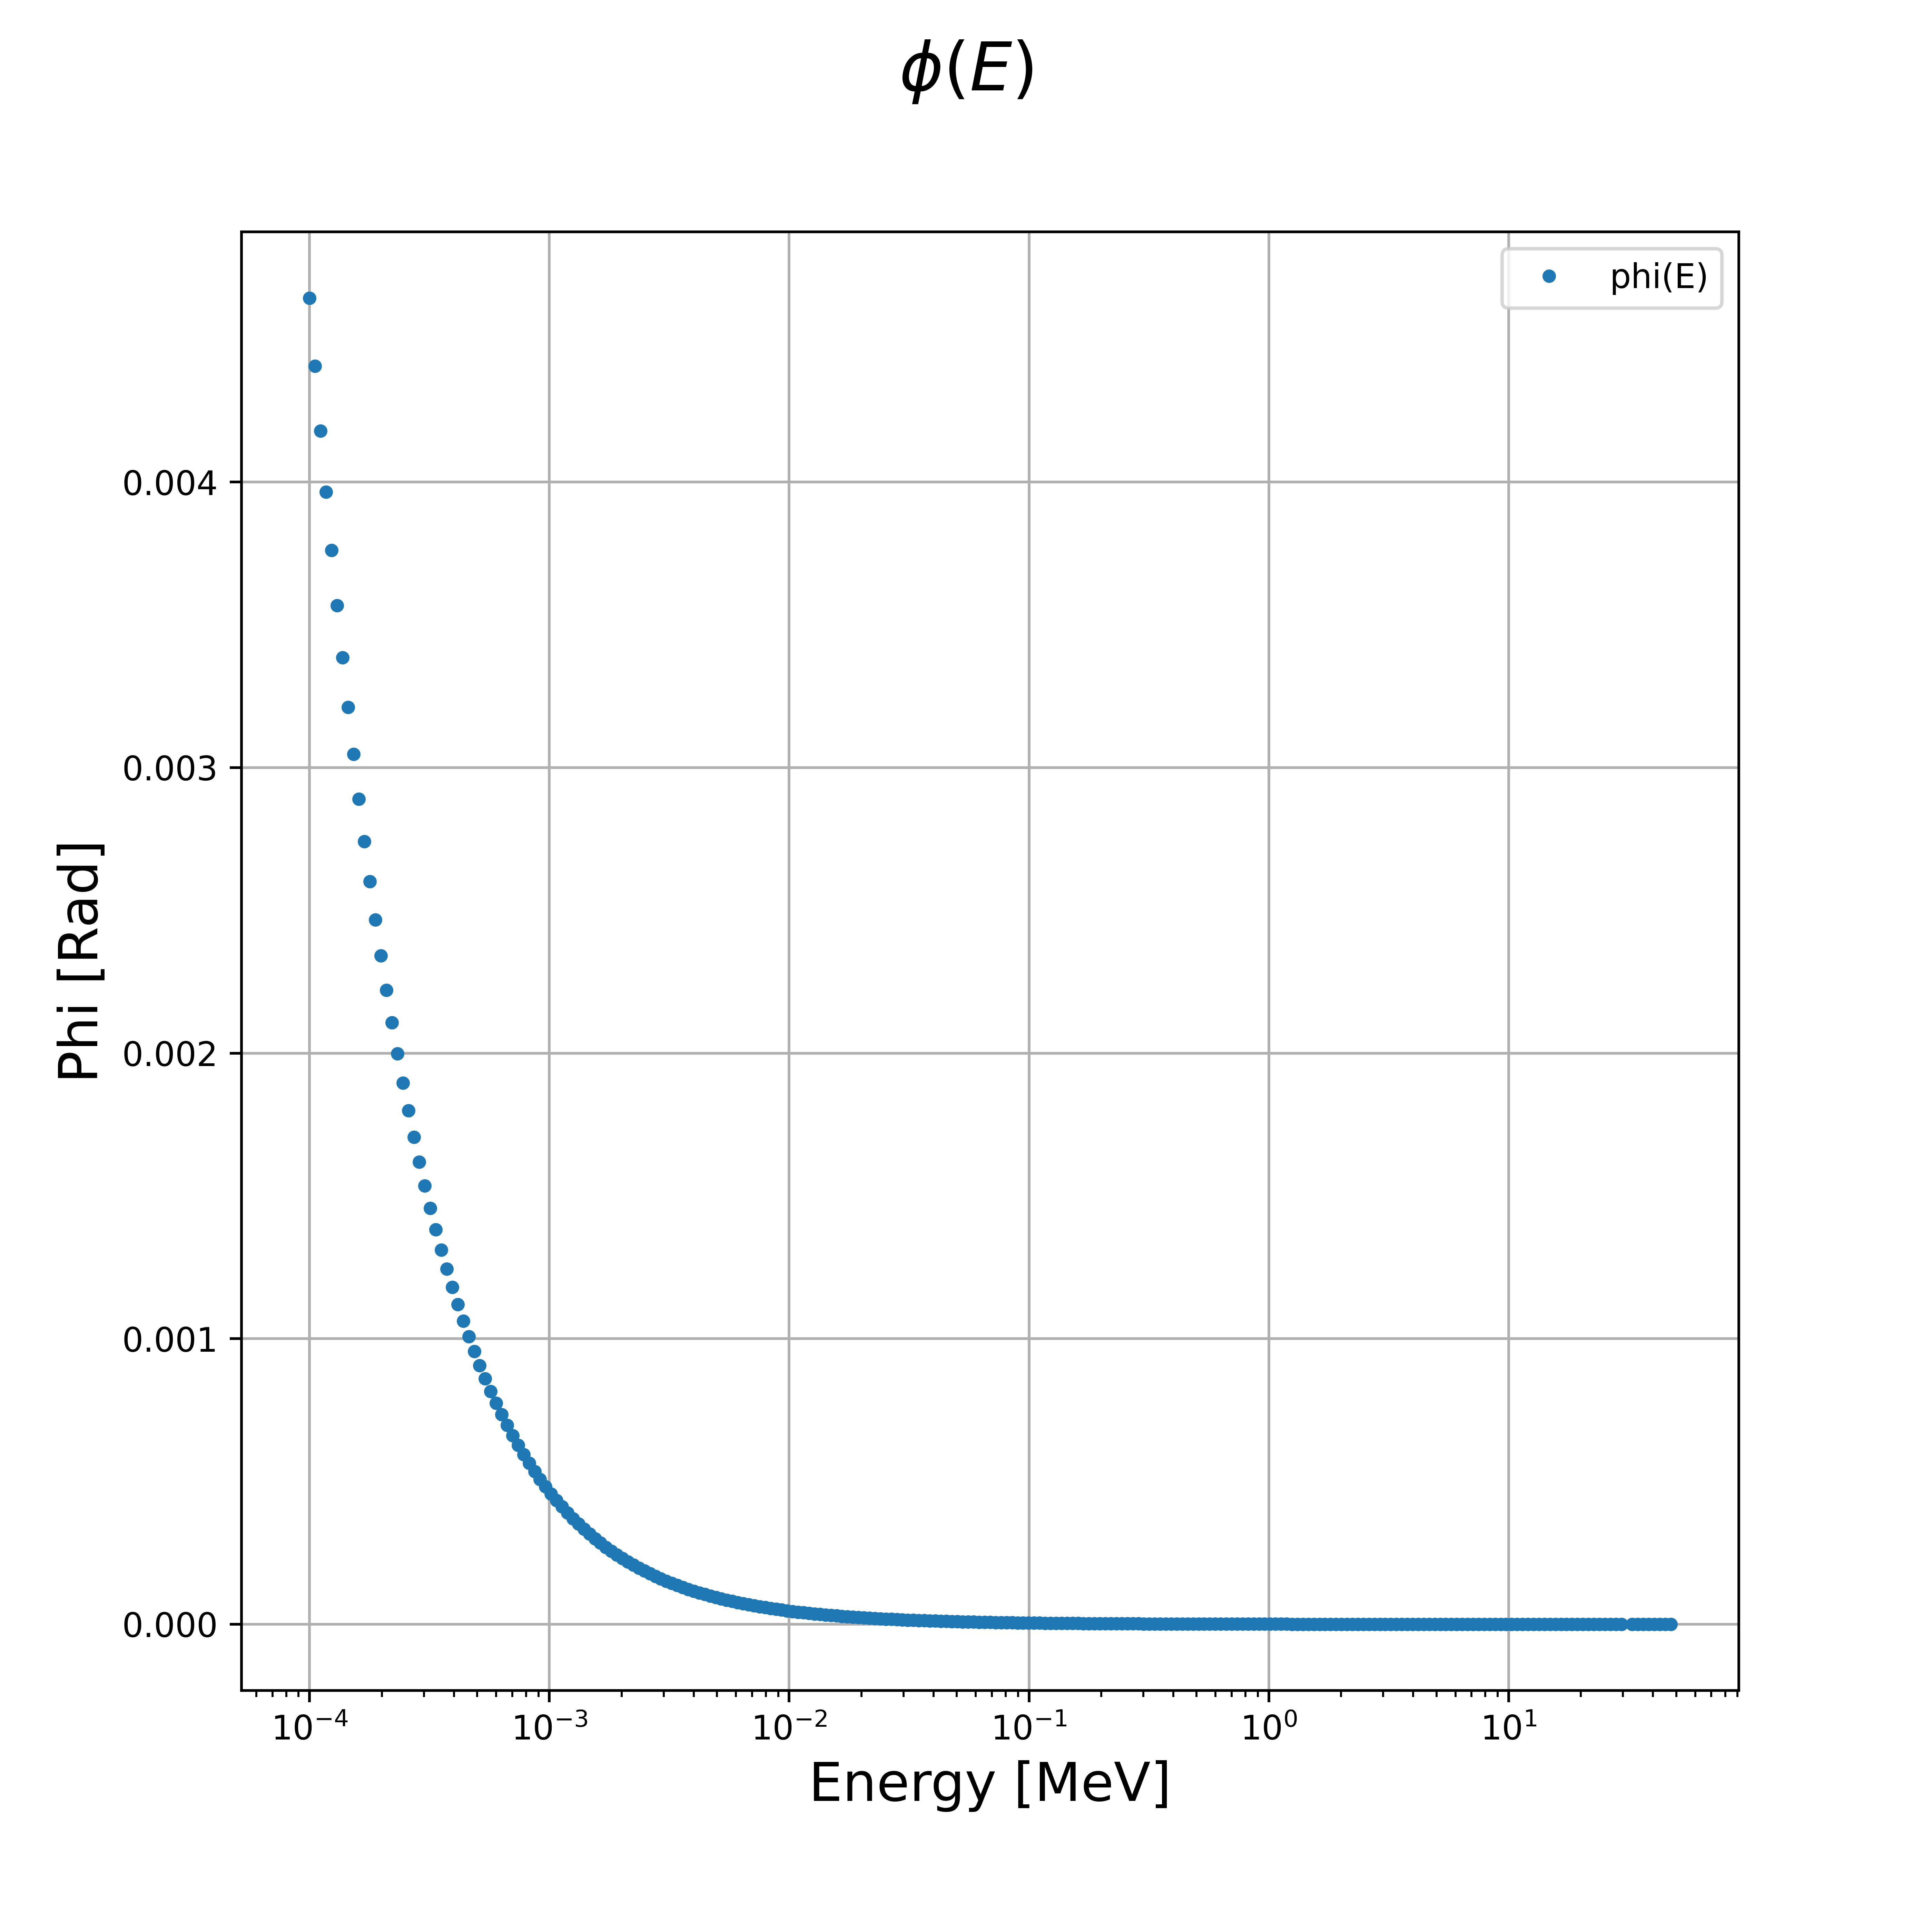 ϕ(E)
phi(E)
0.004
0.003
0.002
0.001
0.000
Phi [Rad]
10⁻⁴ 10⁻³ 10⁻² 10⁻¹ 10⁰ 10¹
Energy [MeV]